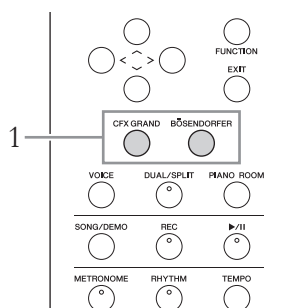 FUNCTION
EXIT
1
CFX GRAND BÖSENDORFER
VOICE DUAL/SPLIT PIANO ROOM
SONG/DEMO REC ▶/II
METRONOME RHYTHM TEMPO